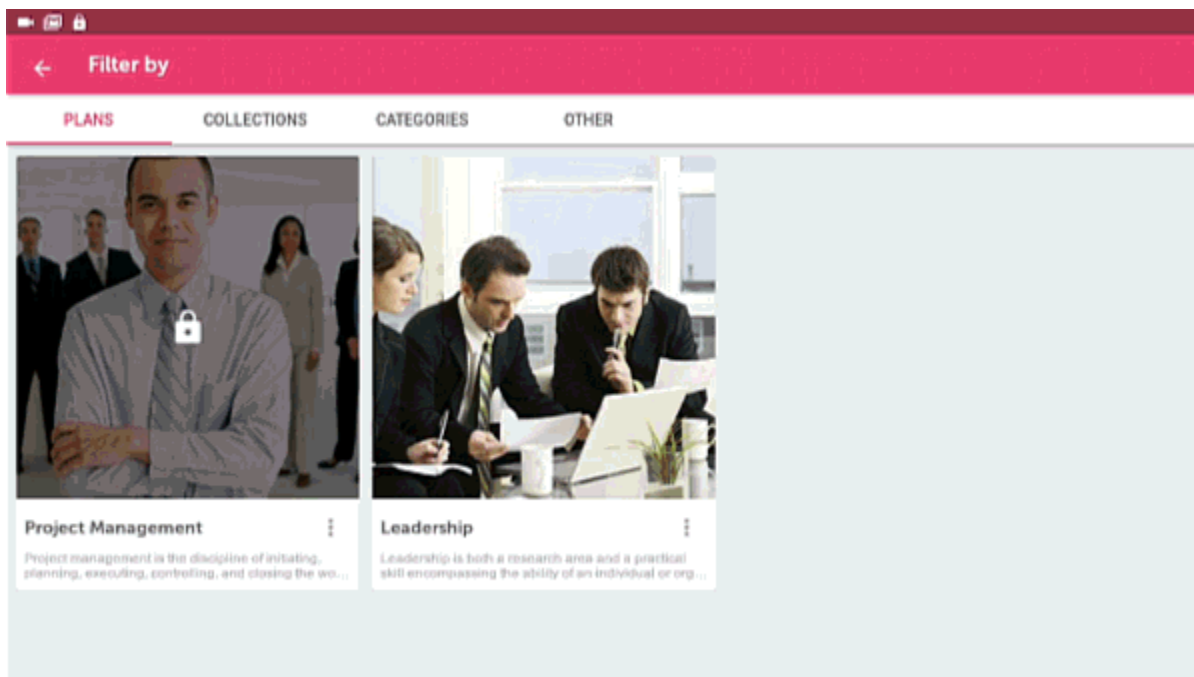 Filter by
PLANS
COLLECTIONS
CATEGORIES
OTHER
Project Management
Project management is the discipline of initiating,
planning, executing, controlling, and closing the wo...
Leadership
Leadership is both a research area and a practical
skill encompassing the ability of an individual or org...